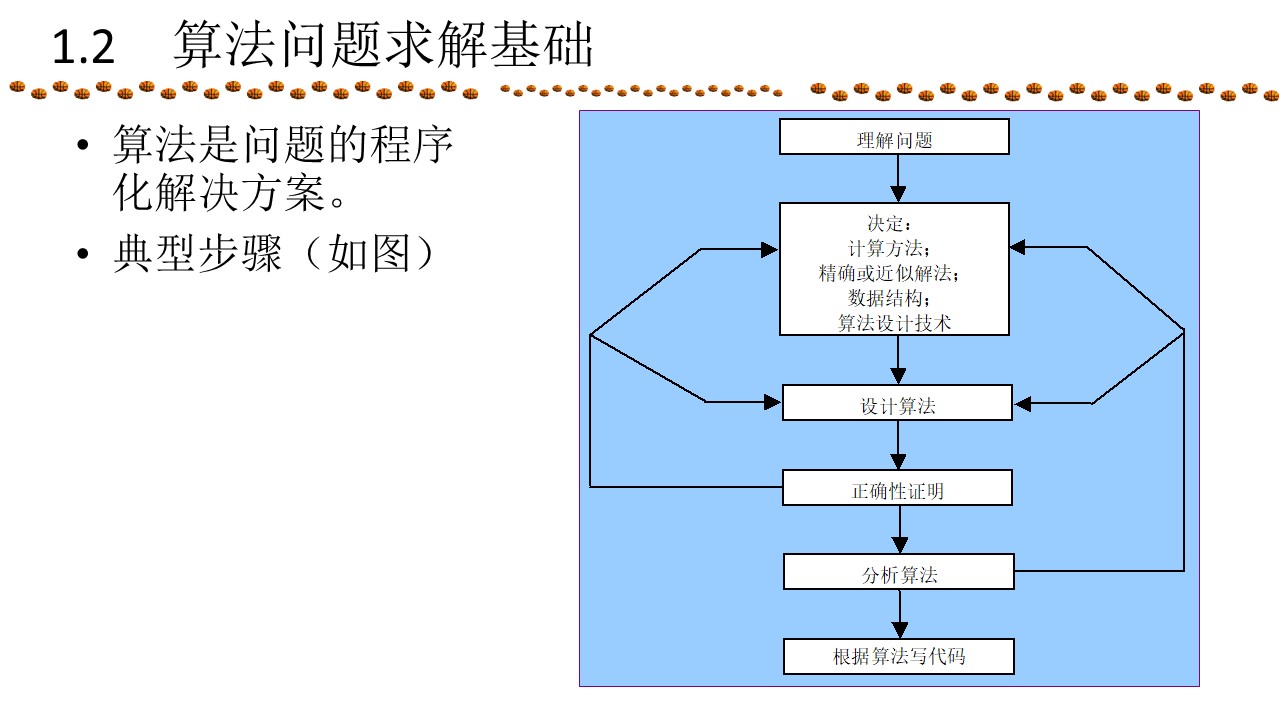 1.2 算法问题求解基础
• 算法是问题的程序
化解决方案。
• 典型步骤（如图）
理解问题
决定：
计算方法；
精确或近似解法；
数据结构；
算法设计技术
设计算法
正确性证明
分析算法
根据算法写代码